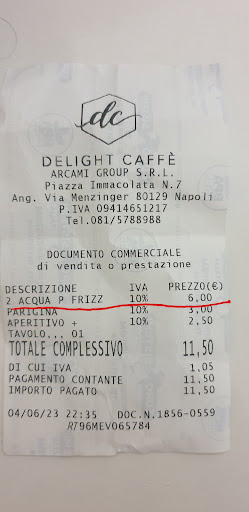 dc
DELIGHT CAFFÈ
ARCAMI GROUP S.R.L.
Piazza Immacolata N.7
Ang. Via Menzinger 80129 Napoli
P.IVA 09414651217
Tel.081/5788988
DOCUMENTO COMMERCIALE
di vendita o prestazione
DESCRIZIONE IVA PREZZO(€)
2 ACQUA P FRIZZ 10% 6,00
PARIGINA 10% 3,00
APERITIVO + 10% 2,50
TAVOLO... 01
TOTALE COMPLESSIVO 11,50
DI CUI IVA 1,05
PAGAMENTO CONTANTE 11,50
IMPORTO PAGATO 11,50
04/06/23 22:35 DOC.N.1856-0559
RT96MEV065784